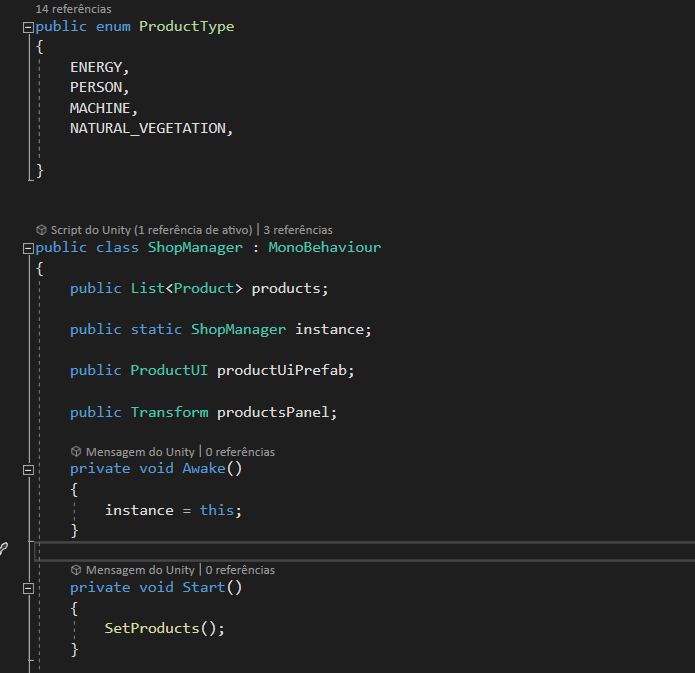 14 referências
public enum ProductType
{
ENERGY,
PERSON,
MACHINE,
NATURAL_VEGETATION,
}
Script do Unity (1 referência de ativo) | 3 referências
public class ShopManager : MonoBehaviour
{
public List<Product> products;
public static ShopManager instance;
public ProductUI productUiPrefab;
public Transform productsPanel;
Mensagem do Unity | 0 referências
private void Awake()
{
instance = this;
}
Mensagem do Unity | 0 referências
private void Start()
{
SetProducts();
}